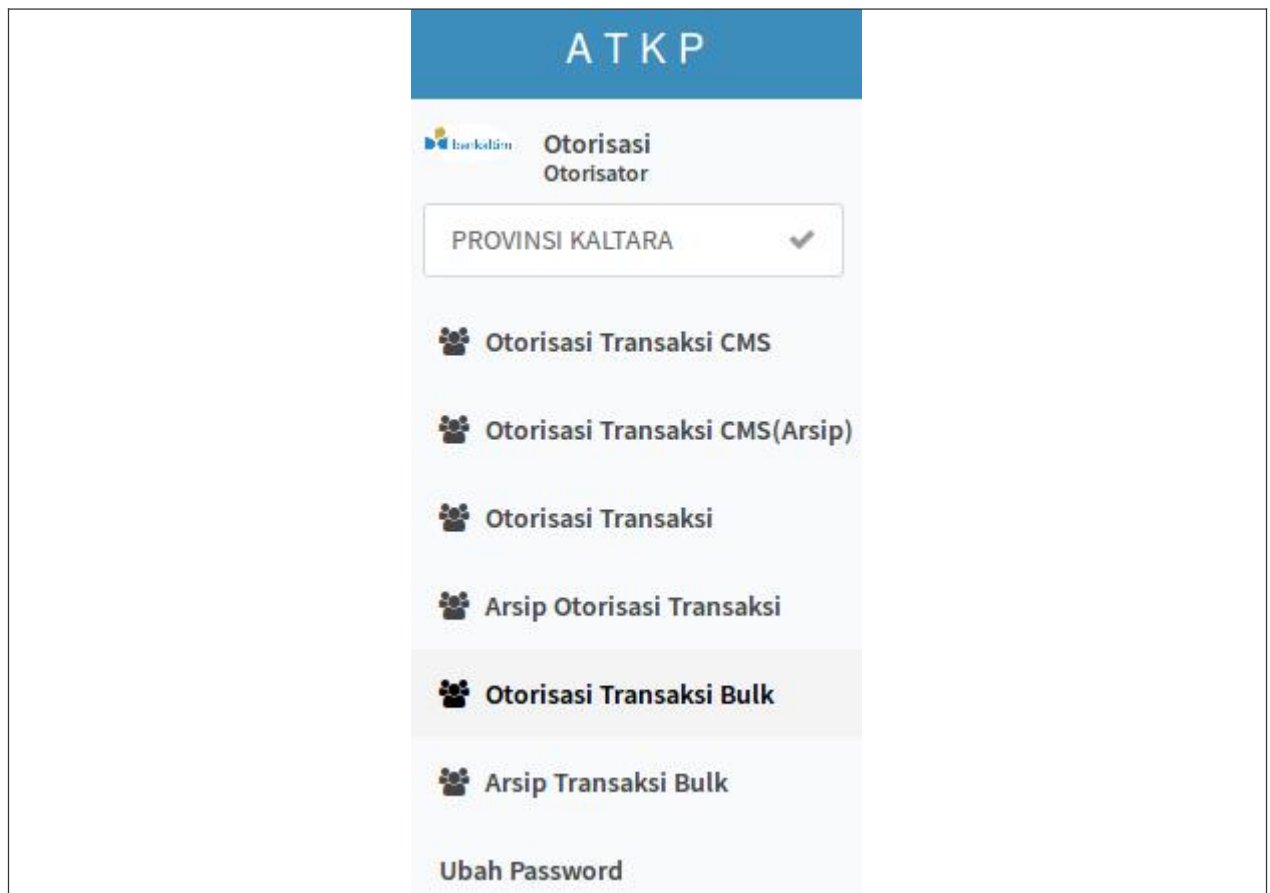 ATKP
bankaltim
Otorisasi
Otorisator
PROVINSI KALTARA
Otorisasi Transaksi CMS
Otorisasi Transaksi CMS(Arsip)
Otorisasi Transaksi
Arsip Otorisasi Transaksi
Otorisasi Transaksi Bulk
Arsip Transaksi Bulk
Ubah Password